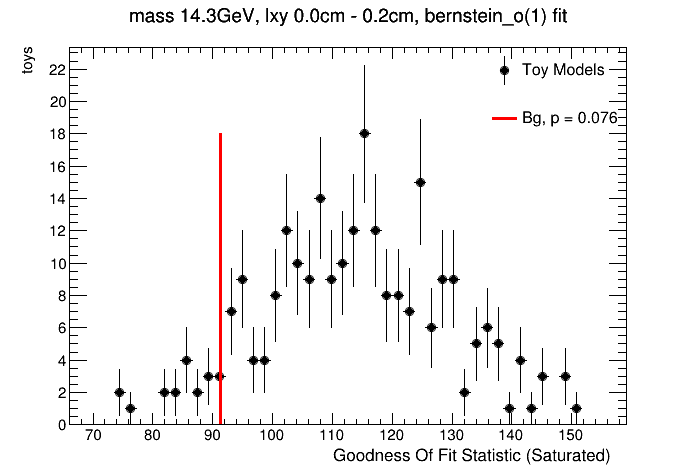 mass 14.3GeV, lxy 0.0cm - 0.2cm, bernstein_o(1) fit
toys
Toy Models
Bg, p = 0.076
22
20
18
16
14
12
10
8
6
4
2
0
70 80 90 100 110 120 130 140 150
Goodness Of Fit Statistic (Saturated)